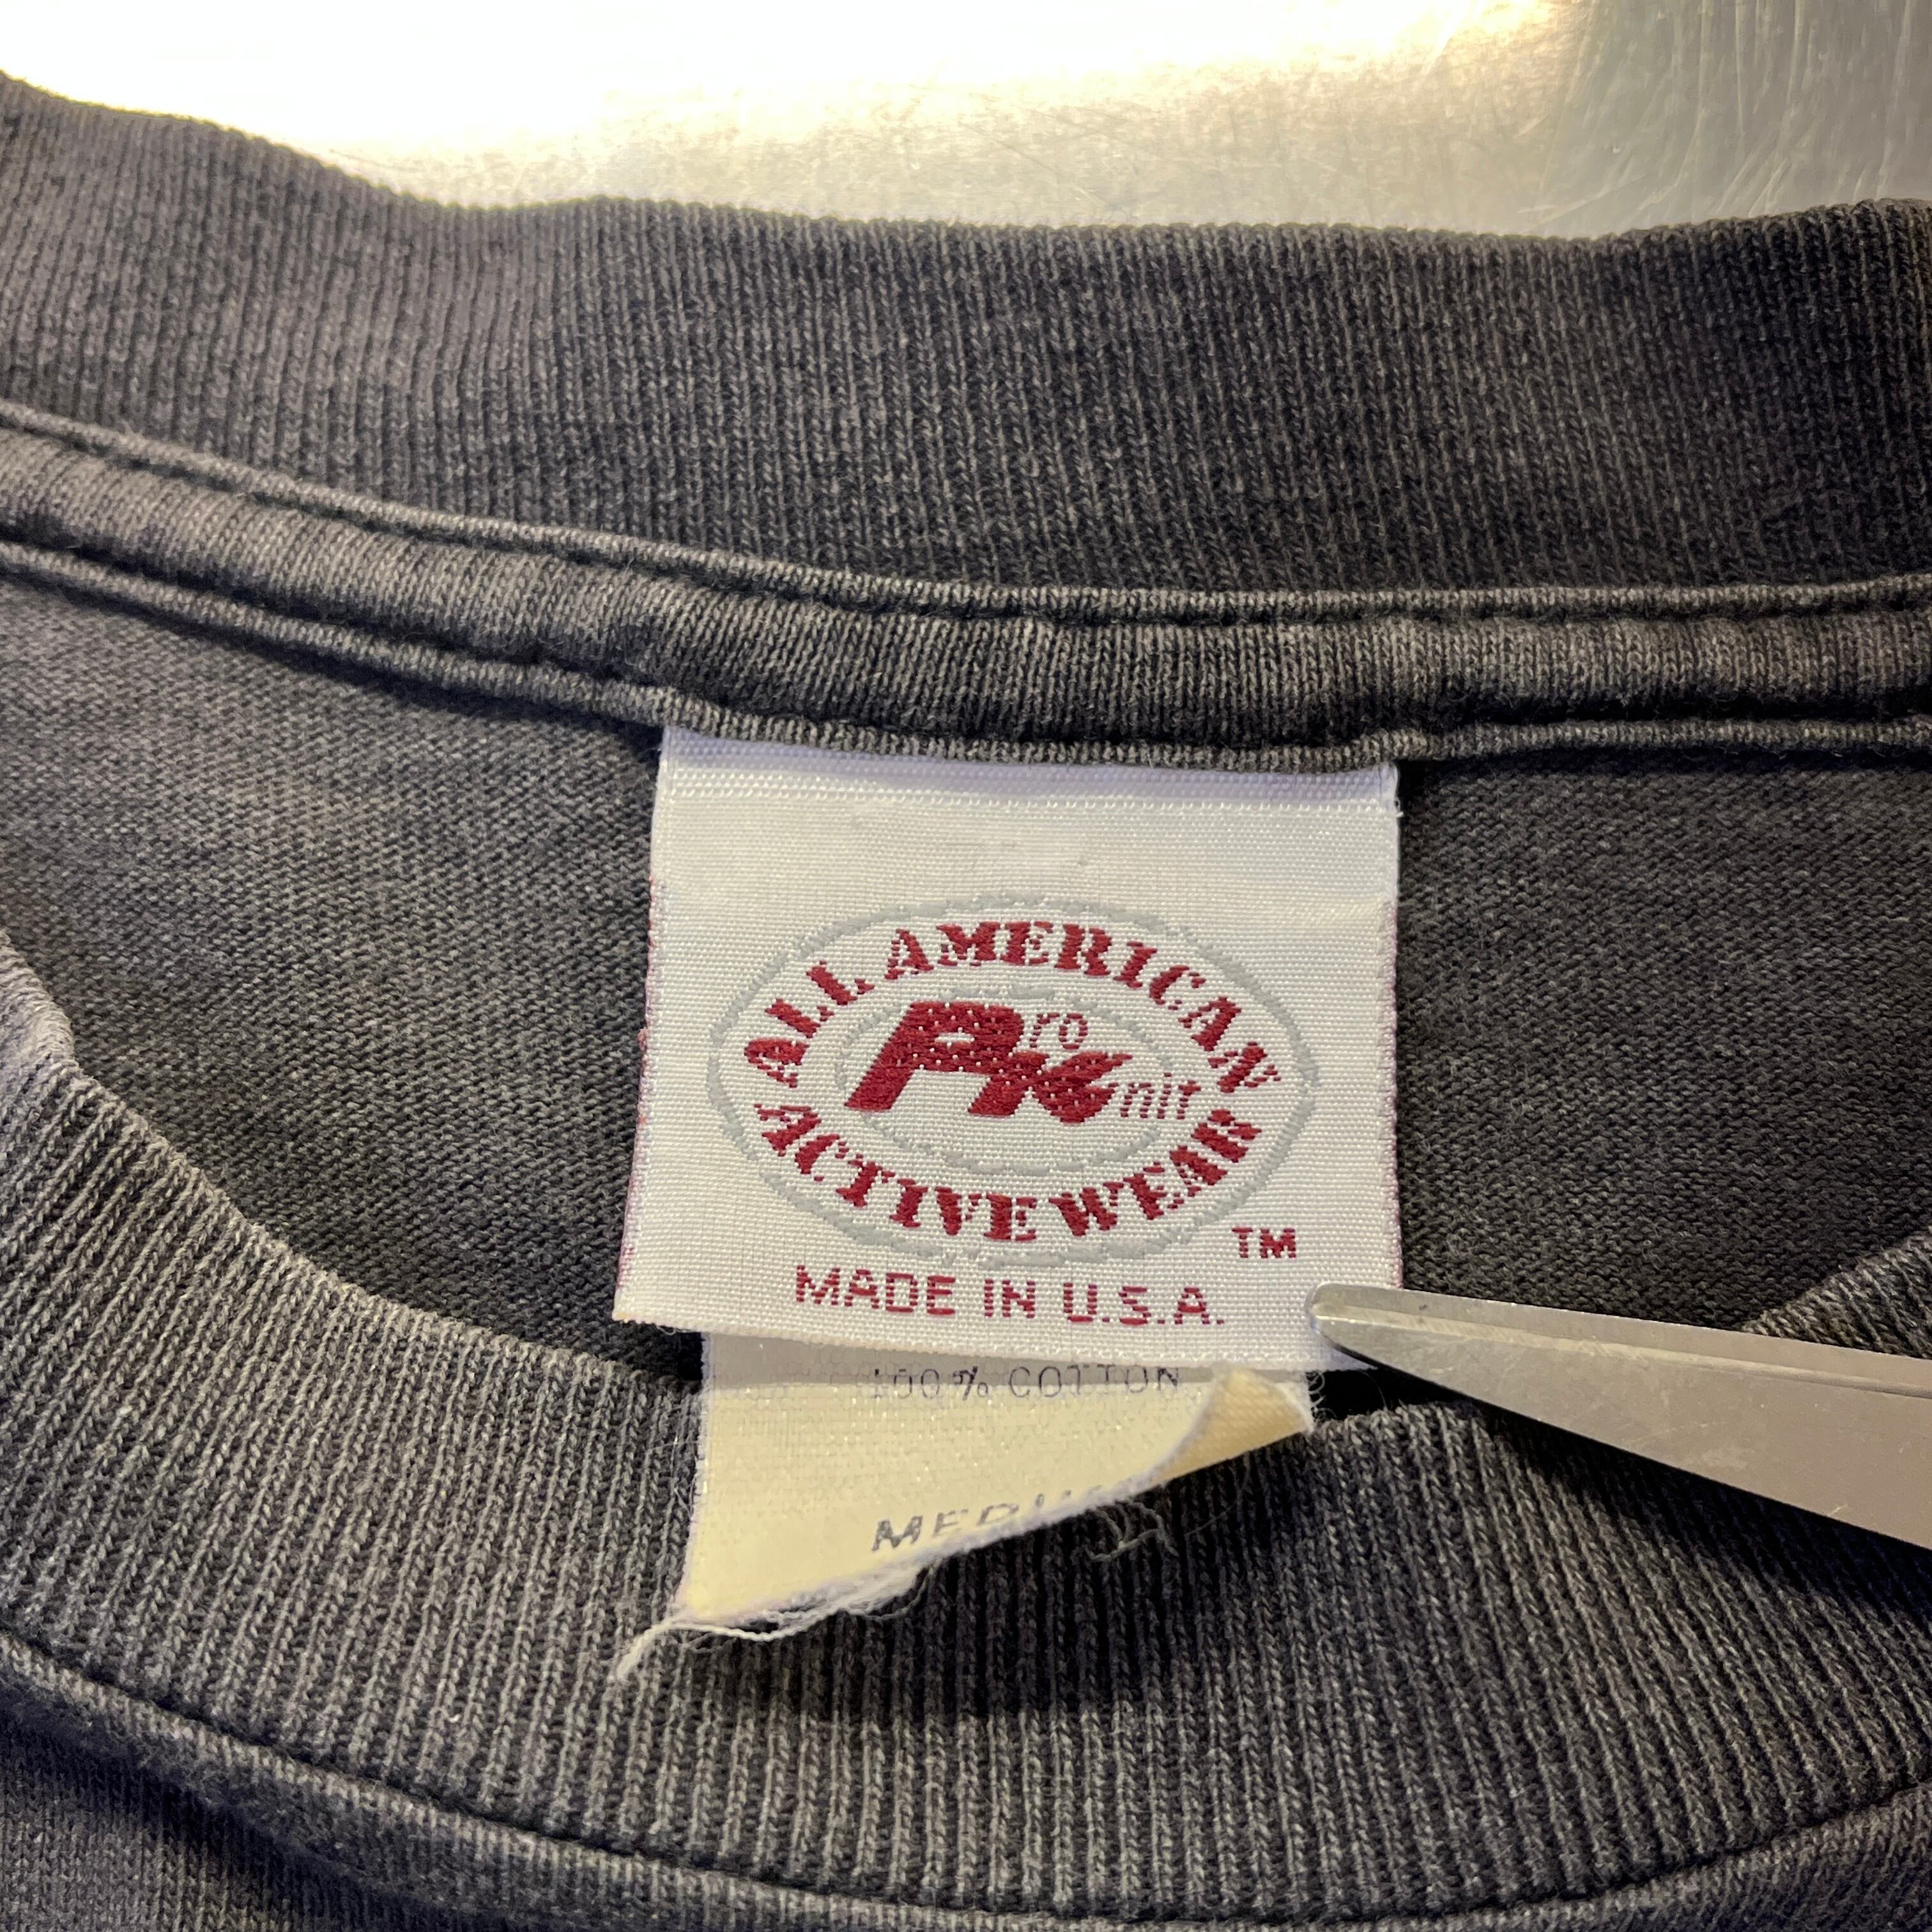 ALL AMERICAN
Pro
Knit
ACTIVEWEAR
TM
MADE IN U.S.A.
100% COTTON